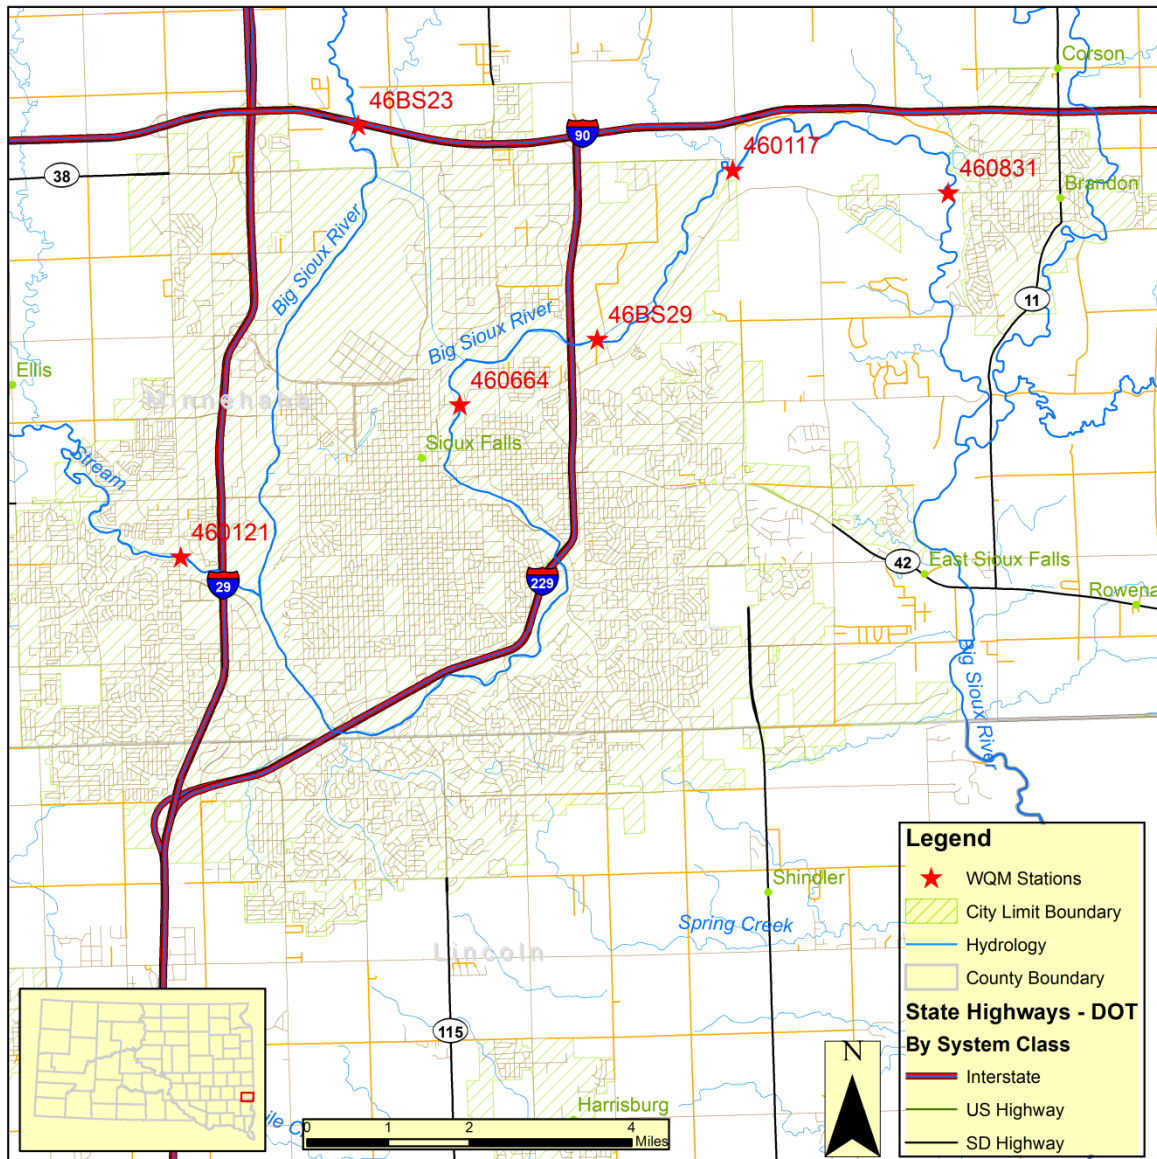 Corson
46BS23
90
460117
38
460831
Brandon
Big Sioux River
11
46BS29
Big Sioux River
Ellis
460664
Minnehaha
Sioux Falls
Stream
460121
29
229
42
East Sioux Falls
Rowena
Big Sioux River
Legend
WQM Stations
City Limit Boundary
Hydrology
County Boundary
State Highways - DOT
By System Class
Interstate
US Highway
SD Highway
Shindler
Spring Creek
Lincoln
115
N
Harrisburg
0 1 2 4
Miles